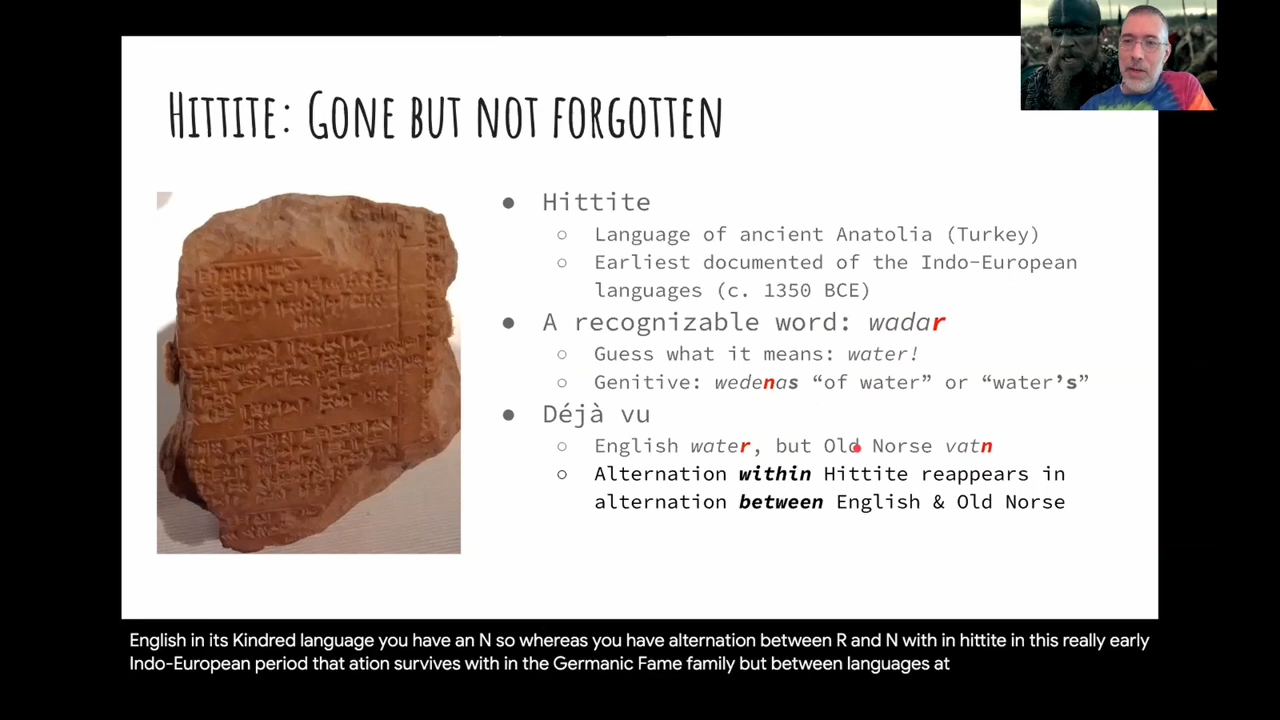 Hittite: Gone but not forgotten
● Hittite
○ Language of ancient Anatolia (Turkey)
○ Earliest documented of the Indo-European
languages (c. 1350 BCE)
● A recognizable word: wadar
○ Guess what it means: water!
○ Genitive: wedenas “of water” or “water’s”
● Déjà vu
○ English water, but Old Norse vatn
○ Alternation within Hittite reappears in
alternation between English & Old Norse
English in its Kindred language you have an N so whereas you have alternation between R and N with in hittite in this really early
Indo-European period that ation survives with in the Germanic Fame family but between languages at